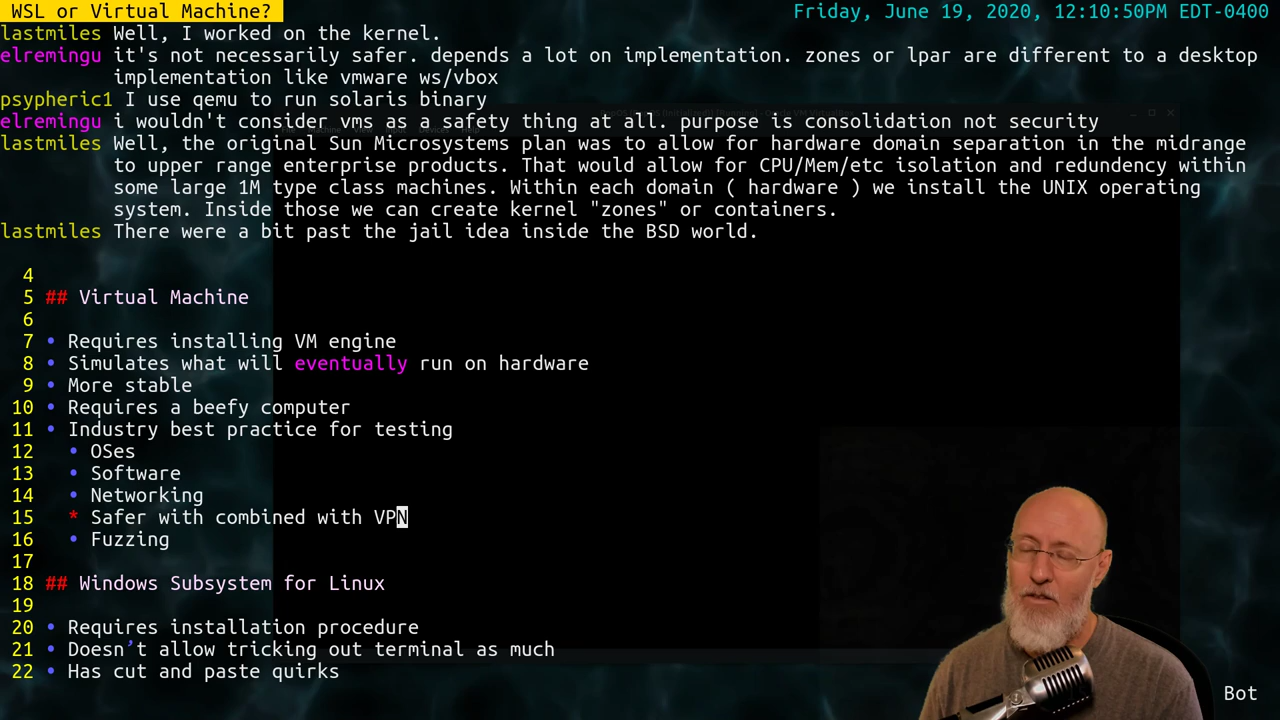 WSL or Virtual Machine?
Friday, June 19, 2020, 12:10:50PM EDT-0400
lastmiles Well, I worked on the kernel.
elremingu it's not necessarily safer. depends a lot on implementation. zones or lpar are different to a desktop
implementation like vmware ws/vbox
psypheric1 I use qemu to run solaris binary
elremingu i wouldn't consider vms as a safety thing at all. purpose is consolidation not security
lastmiles Well, the original Sun Microsystems plan was to allow for hardware domain separation in the midrange
to upper range enterprise products. That would allow for CPU/Mem/etc isolation and redundency within
some large 1M type class machines. Within each domain ( hardware ) we install the UNIX operating
system. Inside those we can create kernel "zones" or containers.
lastmiles There were a bit past the jail idea inside the BSD world.
4
5 ## Virtual Machine
6
7 • Requires installing VM engine
8 • Simulates what will eventually run on hardware
9 • More stable
10 • Requires a beefy computer
11 • Industry best practice for testing
12 • OSes
13 • Software
14 • Networking
15 * Safer with combined with VPN
16 • Fuzzing
17
18 ## Windows Subsystem for Linux
19
20 • Requires installation procedure
21 • Doesn't allow tricking out terminal as much
22 • Has cut and paste quirks
Bot